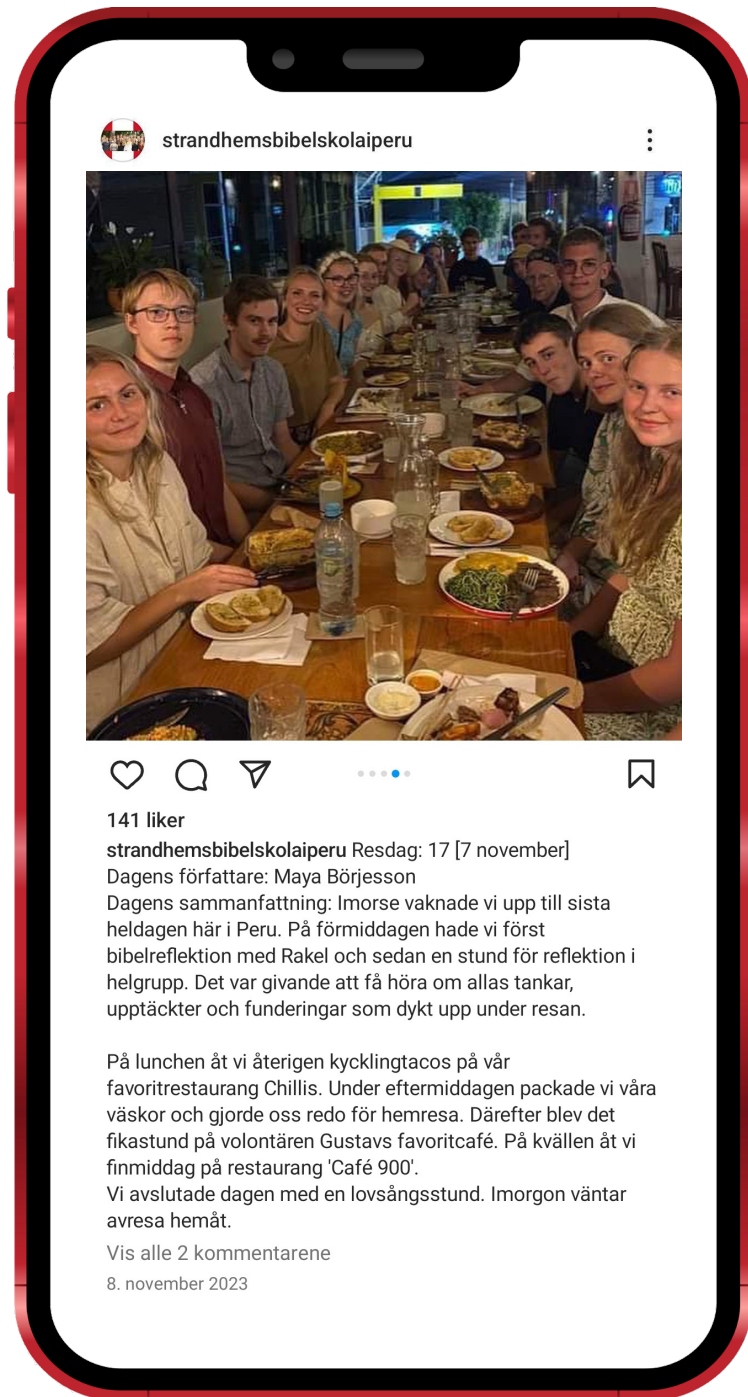 strandhemsbibelskolaiperu
141 liker
strandhemsbibelskolaiperu Resdag: 17 [7 november]
Dagens författare: Maya Börjesson
Dagens sammanfattning: Imorse vaknade vi upp till sista
heldagen här i Peru. På förmiddagen hade vi först
bibelreflektion med Rakel och sedan en stund för reflektion i
helgrupp. Det var givande att få höra om allas tankar,
upptäckter och funderingar som dykt upp under resan.
På lunchen åt vi återigen kycklingtacos på vår
favoritrestaurang Chillis. Under eftermiddagen packade vi våra
väskor och gjorde oss redo för hemresa. Därefter blev det
fikastund på volontären Gustavs favoritcafé. På kvällen åt vi
finmiddag på restaurang 'Café 900'.
Vi avslutade dagen med en lovsångsstund. Imorgon väntar
avresa hemåt.
Vis alle 2 kommentarene
8. november 2023